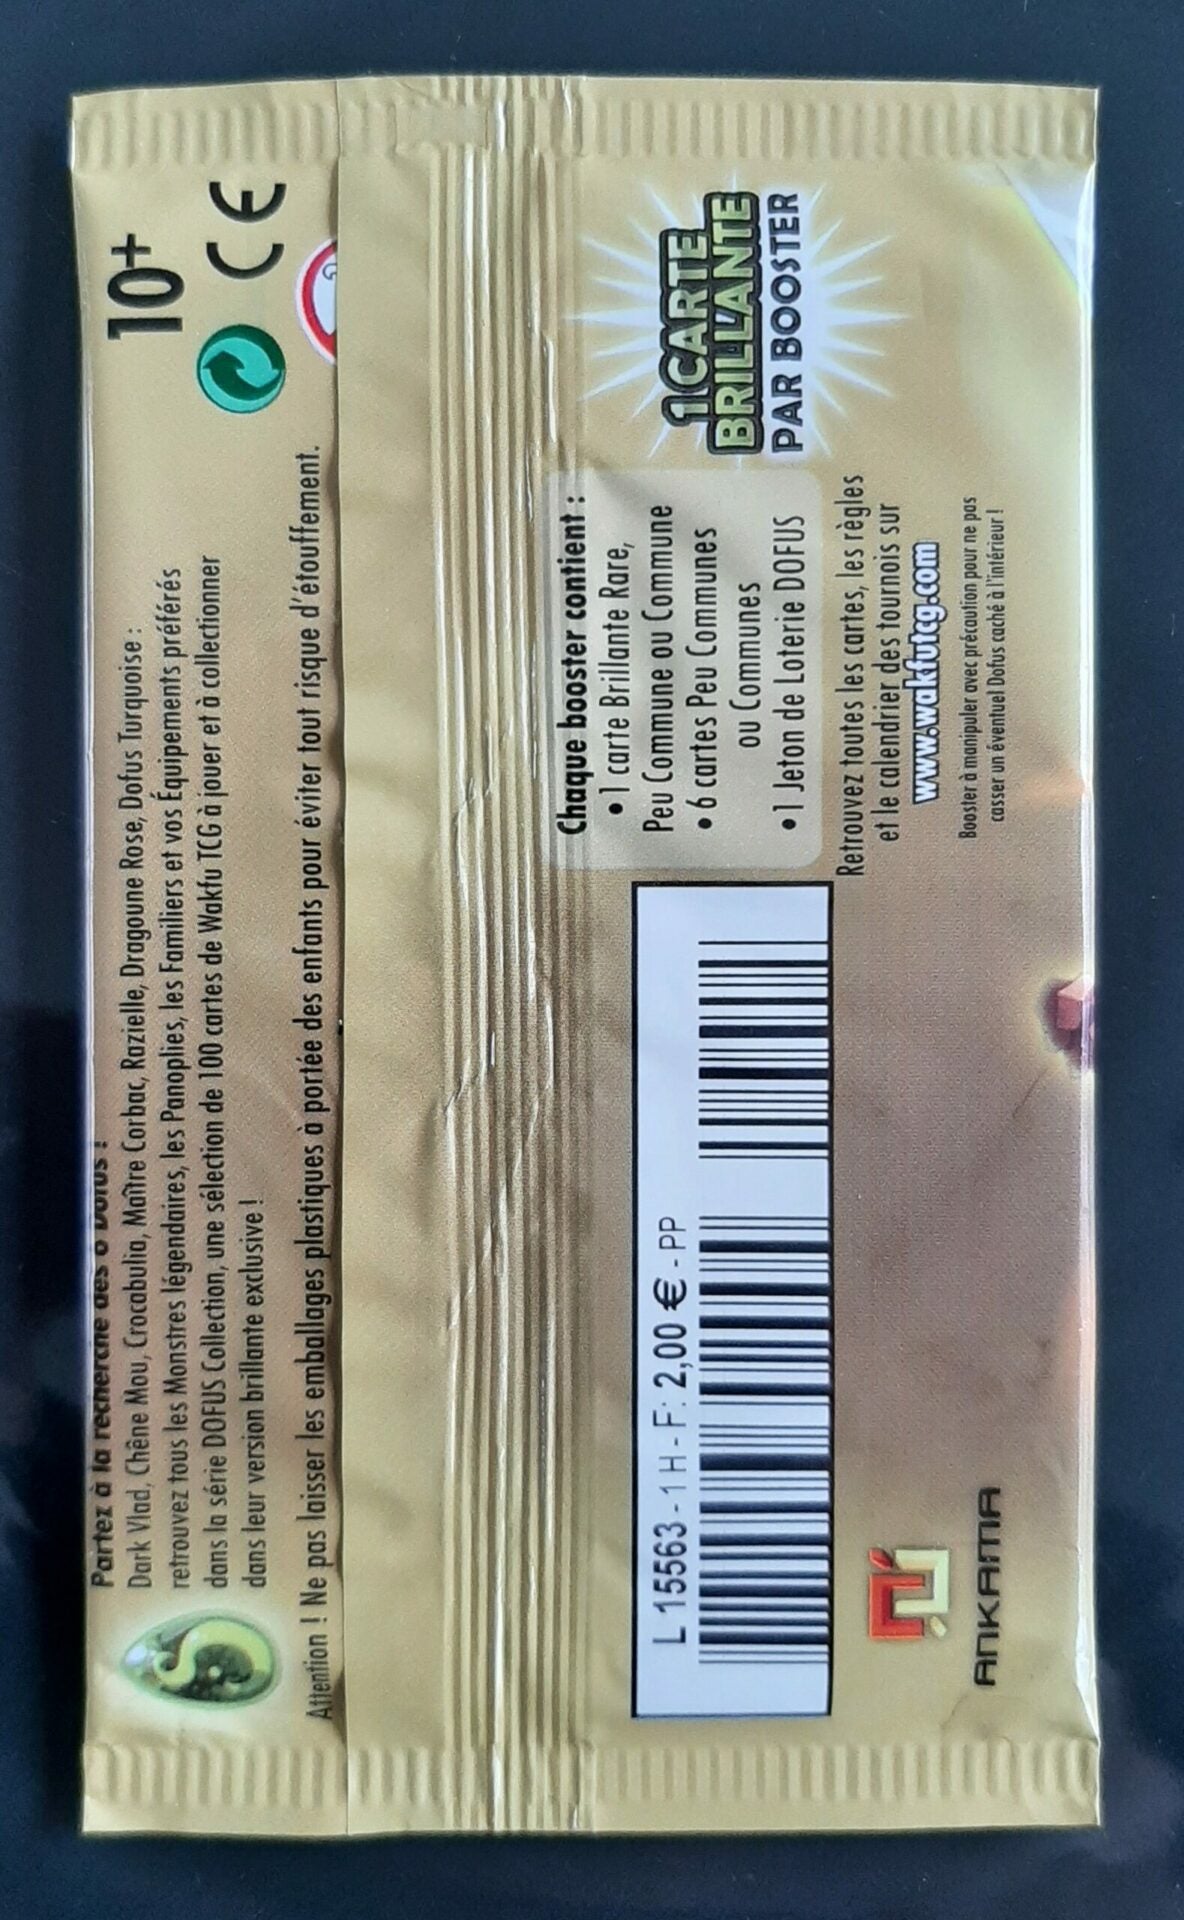 Partez à la recherche des 6 Dofus !
Dark Vlad, Chêne Mou, Crocabulia, Maître Corbac, Razielle, Dragoune Rose, Dofus Turquoise :
retrouvez tous les Monstres légendaires, les Panoplies, les Familiers et vos Équipements préférés
dans la série DOFUS Collection, une sélection de 100 cartes de Wakfu TCG à jouer et à collectionner
dans leur version brillante exclusive !
10+
CE
Attention ! Ne pas laisser les emballages plastiques à portée des enfants pour éviter tout risque d'étouffement.
L 15563 - 1 H - F: 2,00 € - PP
Chaque booster contient :
• 1 carte Brillante Rare,
Peu Commune ou Commune
• 6 cartes Peu Communes
ou Communes
• 1 Jeton de Loterie DOFUS
1 CARTE
BRILLANTE
PAR BOOSTER
Retrouvez toutes les cartes, les règles
et le calendrier des tournois sur
www.wakfutcg.com
Booster à manipuler avec précaution pour ne pas
casser un éventuel Dofus caché à l'intérieur !
ANKAMA